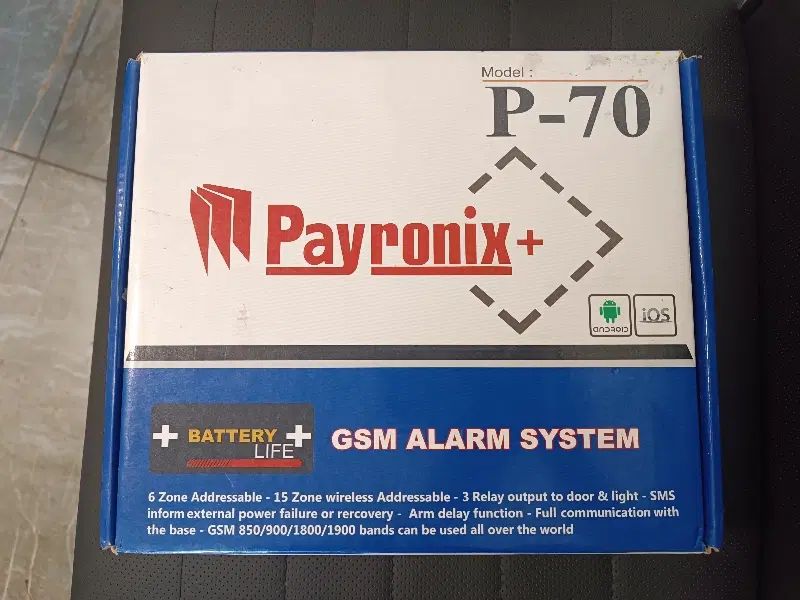 Model :
P-70
Payronix+
ANDROID
iOS
+ BATTERY +
LIFE
GSM ALARM SYSTEM
6 Zone Addressable - 15 Zone wireless Addressable - 3 Relay output to door & light - SMS
inform external power failure or rercovery - Arm delay function - Full communication with
the base - GSM 850/900/1800/1900 bands can be used all over the world